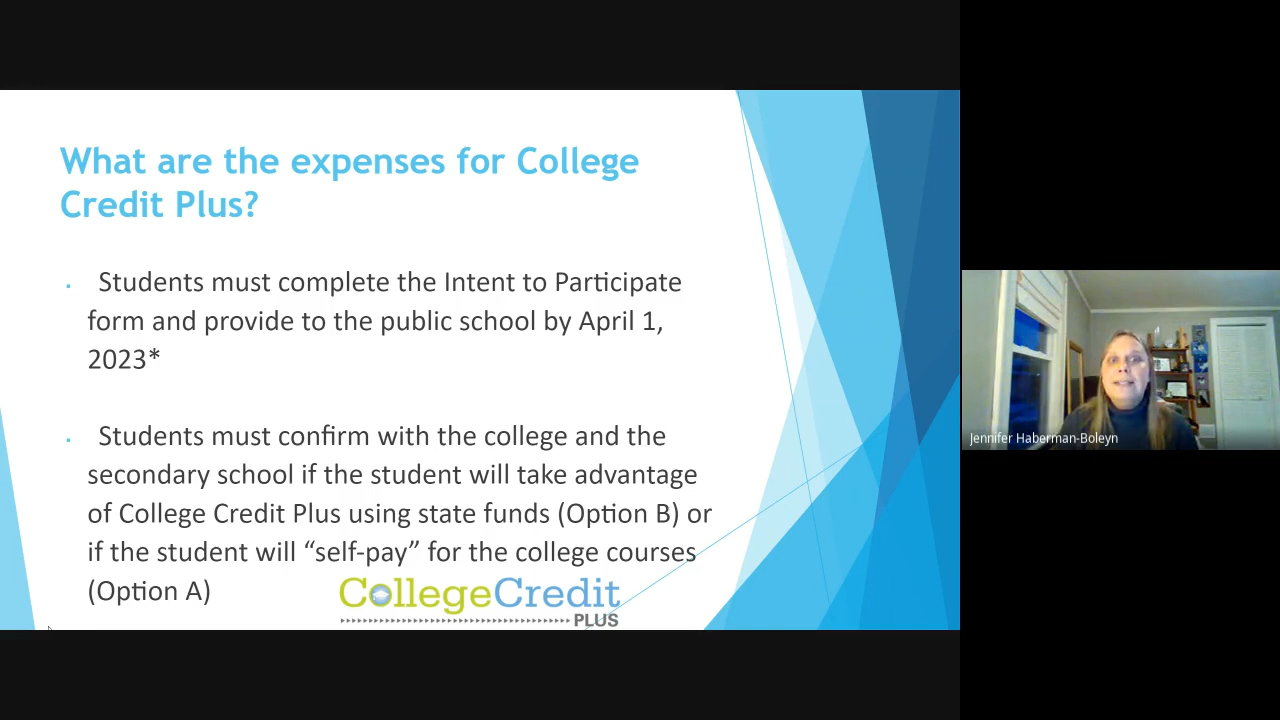 What are the expenses for College
Credit Plus?
Students must complete the Intent to Participate
form and provide to the public school by April 1,
2023*
Students must confirm with the college and the
secondary school if the student will take advantage
of College Credit Plus using state funds (Option B) or
if the student will “self-pay” for the college courses
(Option A)
CollegeCredit
PLUS
Jennifer Haberman-Boleyn